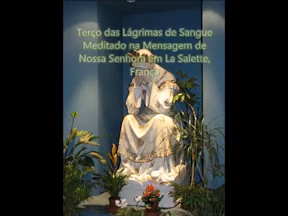 Terço das Lágrimas de Sangue
Meditado na Mensagem de
Nossa Senhora em La Salette,
França